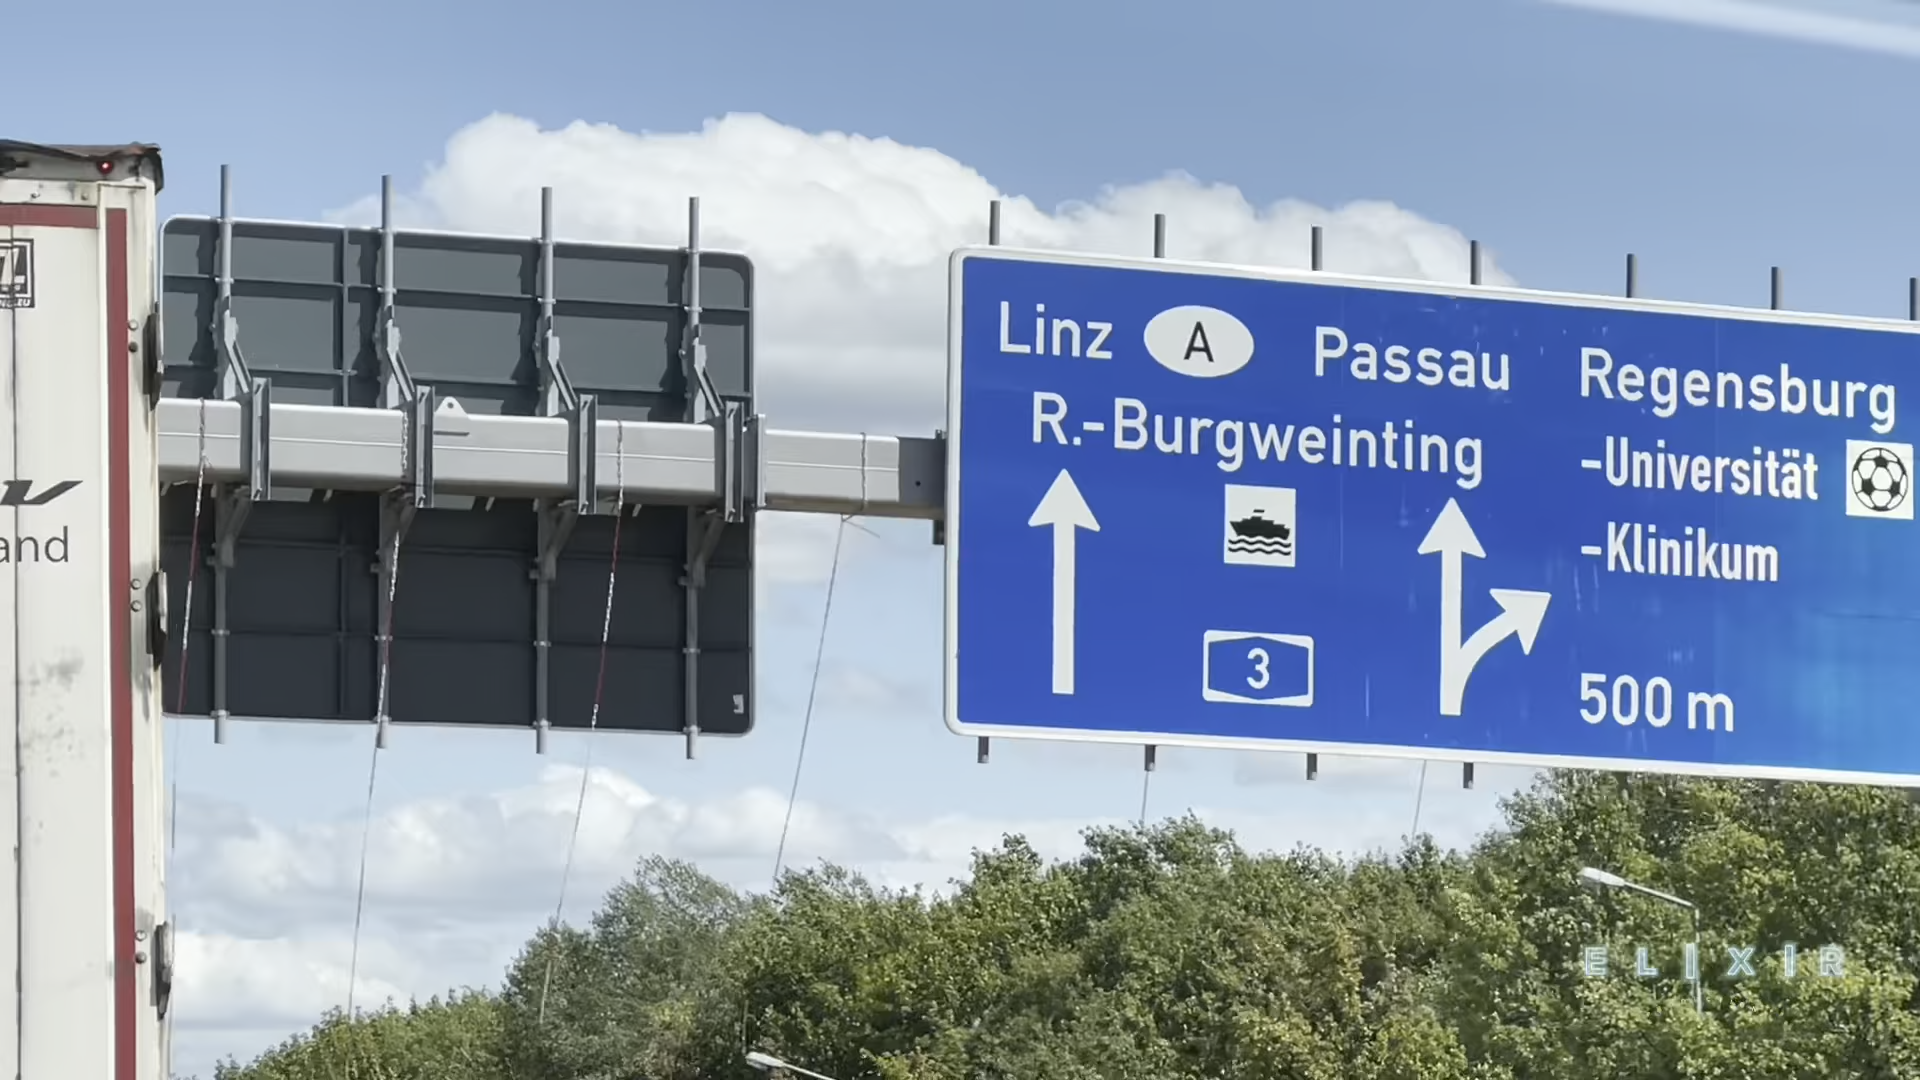 Linz A Passau Regensburg
R.-Burgweinting
-Universität
-Klinikum
3
500 m
and
ELIXIR